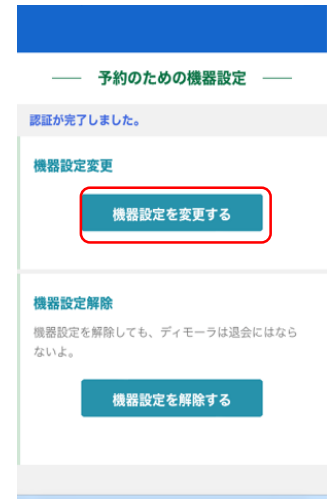 予約のための機器設定
認証が完了しました。
機器設定変更
機器設定を変更する
機器設定解除
機器設定を解除しても、ディモーラは退会にはなら
ないよ。
機器設定を解除する